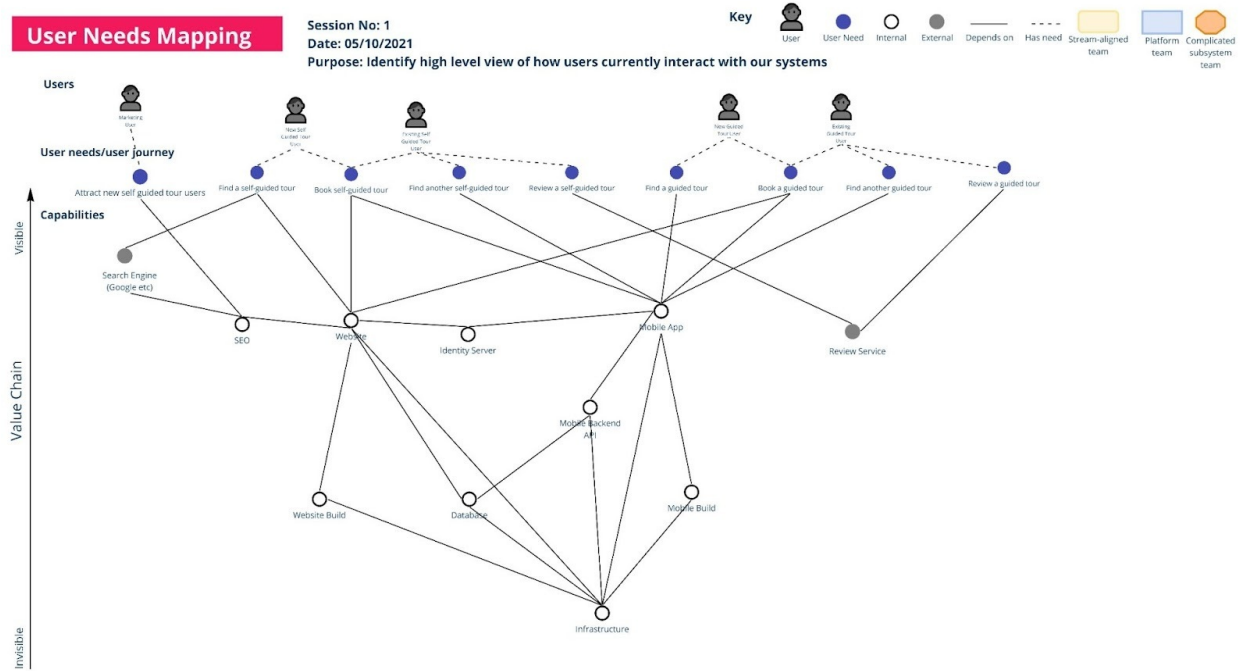 User Needs Mapping
Session No: 1
Date: 05/10/2021
Purpose: Identify high level view of how users currently interact with our systems
Key
User
User Need
Internal
External
Depends on
Has need
Stream-aligned
team
Platform
team
Complicated
subsystem
team
Users
Marketing
User
New Self
Guided Tour
User
Existing Self
Guided Tour
User
New Guided
Tour User
Existing
Guided Tour
User
User needs/user journey
Attract new self guided tour users
Find a self-guided tour
Book self-guided tour
Find another self-guided tour
Review a self-guided tour
Find a guided tour
Book a guided tour
Find another guided tour
Review a guided tour
Capabilities
Visible
Value Chain
Invisible
Search Engine
(Google etc)
SEO
Website
Identity Server
Mobile App
Review Service
Mobile Backend
API
Website Build
Database
Mobile Build
Infrastructure